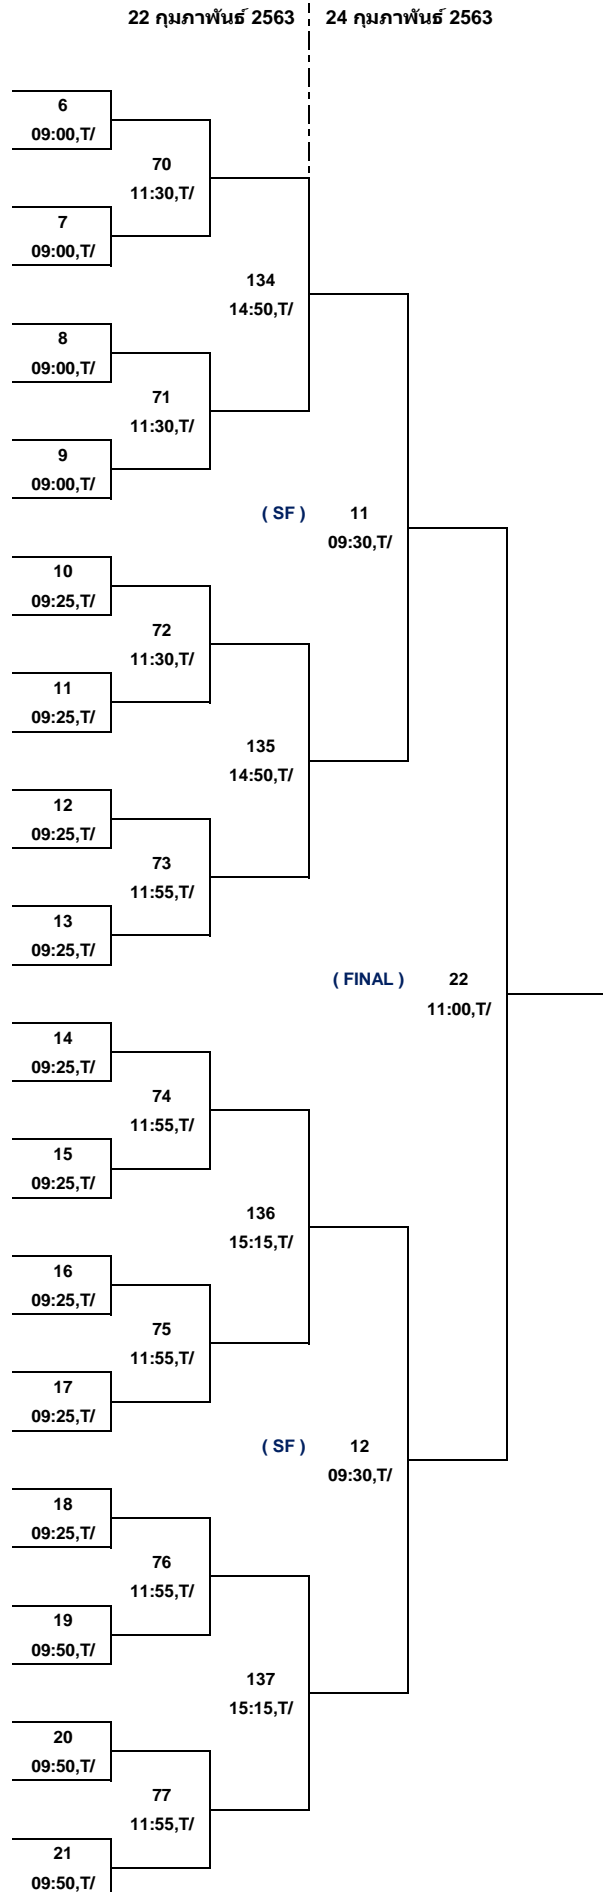 22 กุมภาพันธ์ 2563 24 กุมภาพันธ์ 2563
6
09:00,T/
70
11:30,T/
7
09:00,T/
134
14:50,T/
8
09:00,T/
71
11:30,T/
9
09:00,T/
( SF ) 11
09:30,T/
10
09:25,T/
72
11:30,T/
11
09:25,T/
135
14:50,T/
12
09:25,T/
73
11:55,T/
13
09:25,T/
( FINAL ) 22
11:00,T/
14
09:25,T/
74
11:55,T/
15
09:25,T/
136
15:15,T/
16
09:25,T/
75
11:55,T/
17
09:25,T/
( SF ) 12
09:30,T/
18
09:25,T/
76
11:55,T/
19
09:50,T/
137
15:15,T/
20
09:50,T/
77
11:55,T/
21
09:50,T/